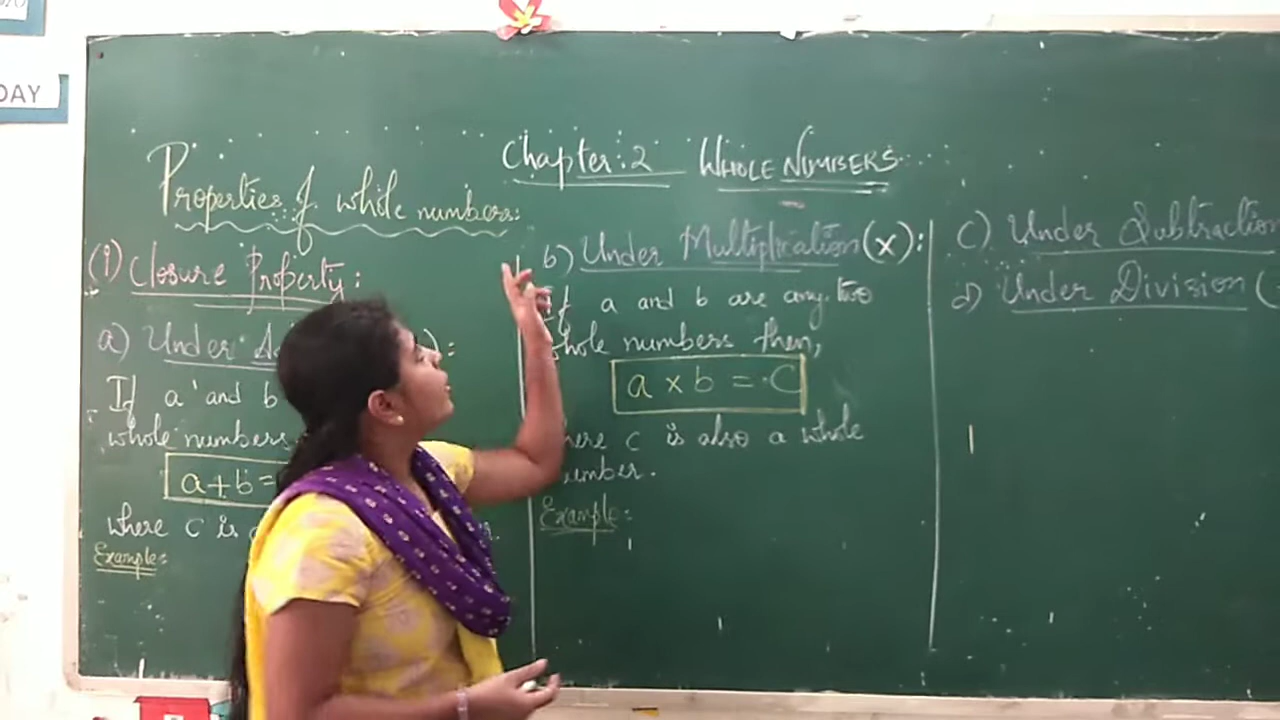 DAY
Chapter:2 WHOLE NUMBERS
Properties of whole numbers:
(i) Closure Property:
a) Under
If a and b
whole numbers
a+b=
where C is
Example:
b) Under Multiplication (x):
If a and b are any two
whole numbers then,
a x b = C
where C is also a whole
number.
Example:
c) Under Subtraction
d) Under Division (